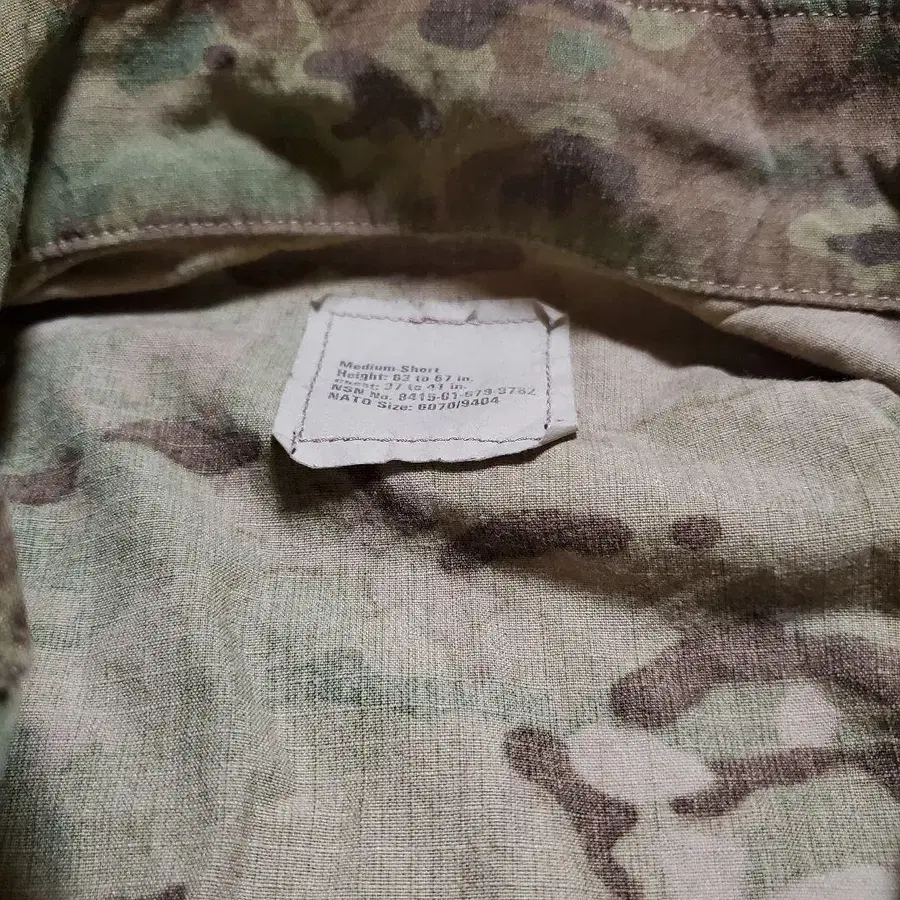 Medium-Short
Height: 63 to 67 in.
Chest: 37 to 41 in.
NSN No. 8415-01-579-9762
NATO Size: 6070/9404